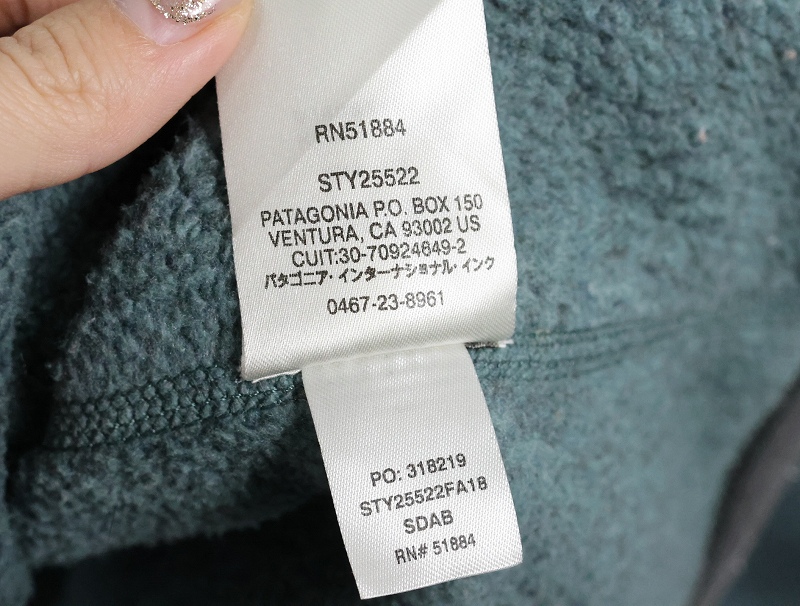 RN51884
STY25522
PATAGONIA P.O. BOX 150
VENTURA, CA 93002 US
CUIT:30-70924649-2
パタゴニア・インターナショナル・インク
0467-23-8961
PO: 318219
STY25522FA18
SDAB
RN# 51884